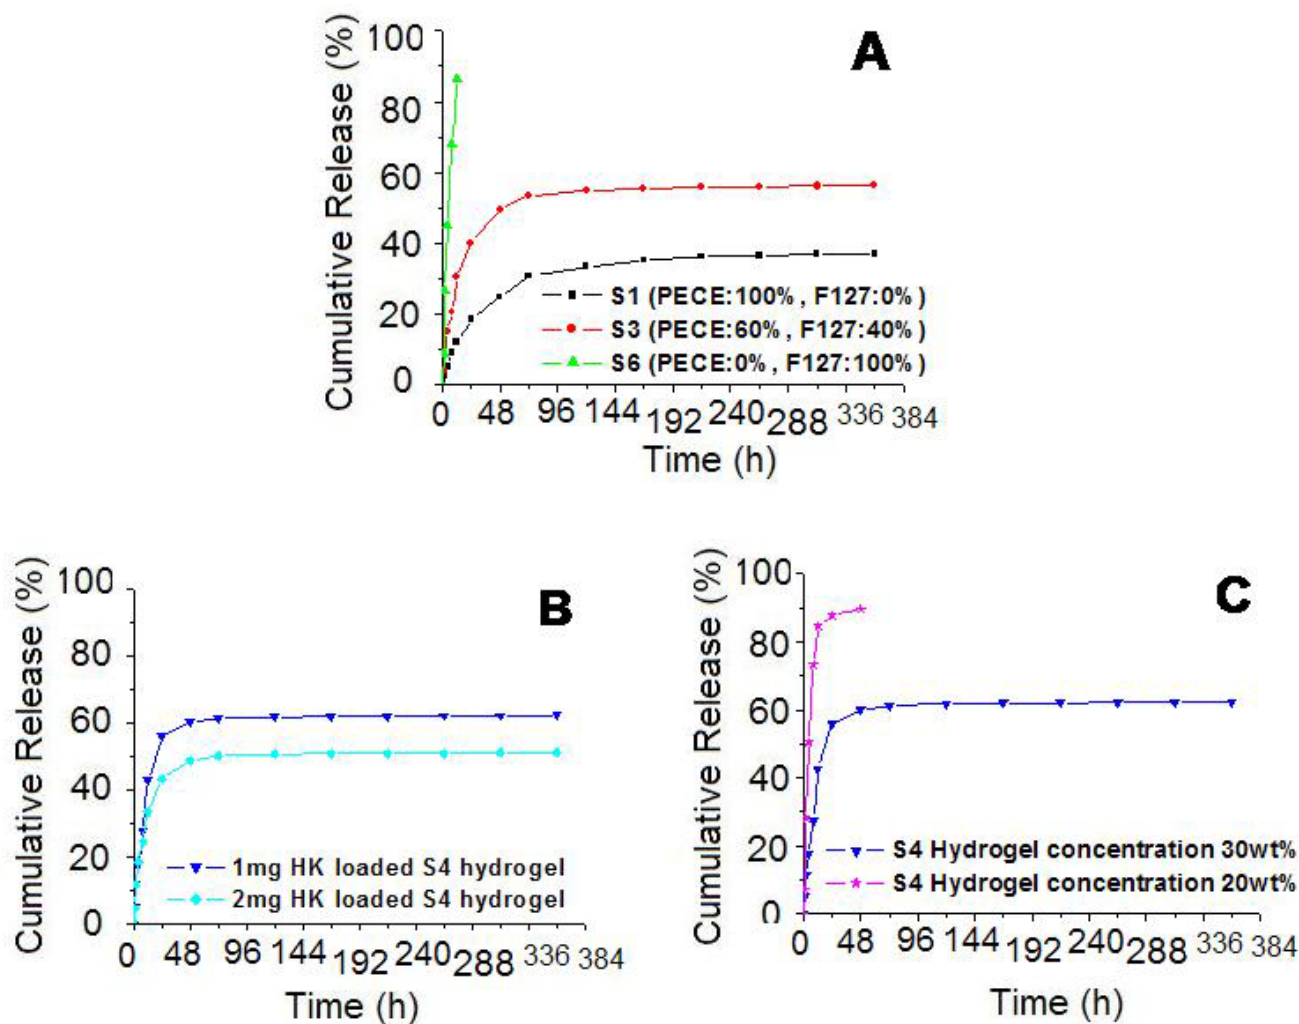 A
Cumulative Release (%)
100
80
60
40
20
0
S1 (PECE:100%, F127:0%)
S3 (PECE:60%, F127:40%)
S6 (PECE:0%, F127:100%)
0 48 96 144 192 240 288 336 384
Time (h)
B
Cumulative Release (%)
100
80
60
40
20
0
1mg HK loaded S4 hydrogel
2mg HK loaded S4 hydrogel
0 48 96 144 192 240 288 336 384
Time (h)
C
Cumulative Release (%)
100
80
60
40
20
0
S4 Hydrogel concentration 30wt%
S4 Hydrogel concentration 20wt%
0 48 96 144 192 240 288 336 384
Time (h)